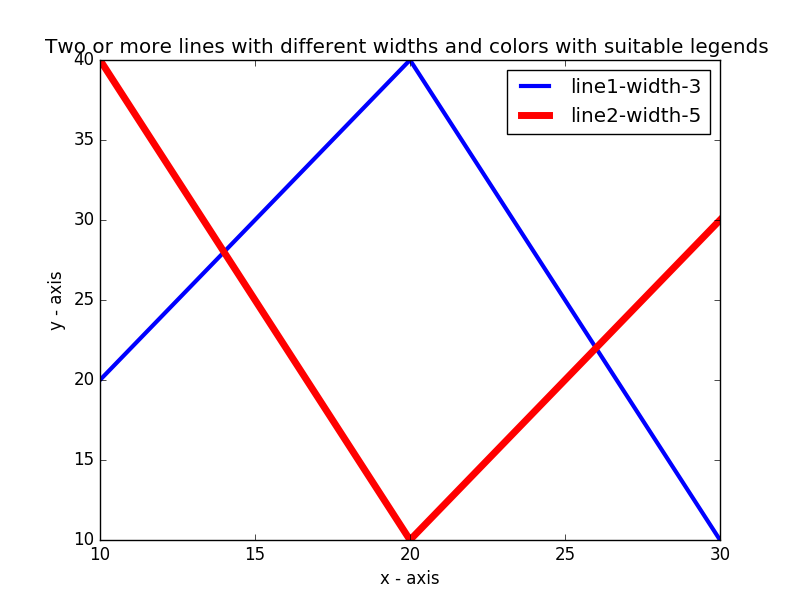 Two or more lines with different widths and colors with suitable legends
line1-width-3
line2-width-5
y - axis
40
35
30
25
20
15
10
10 15 20 25 30
x - axis